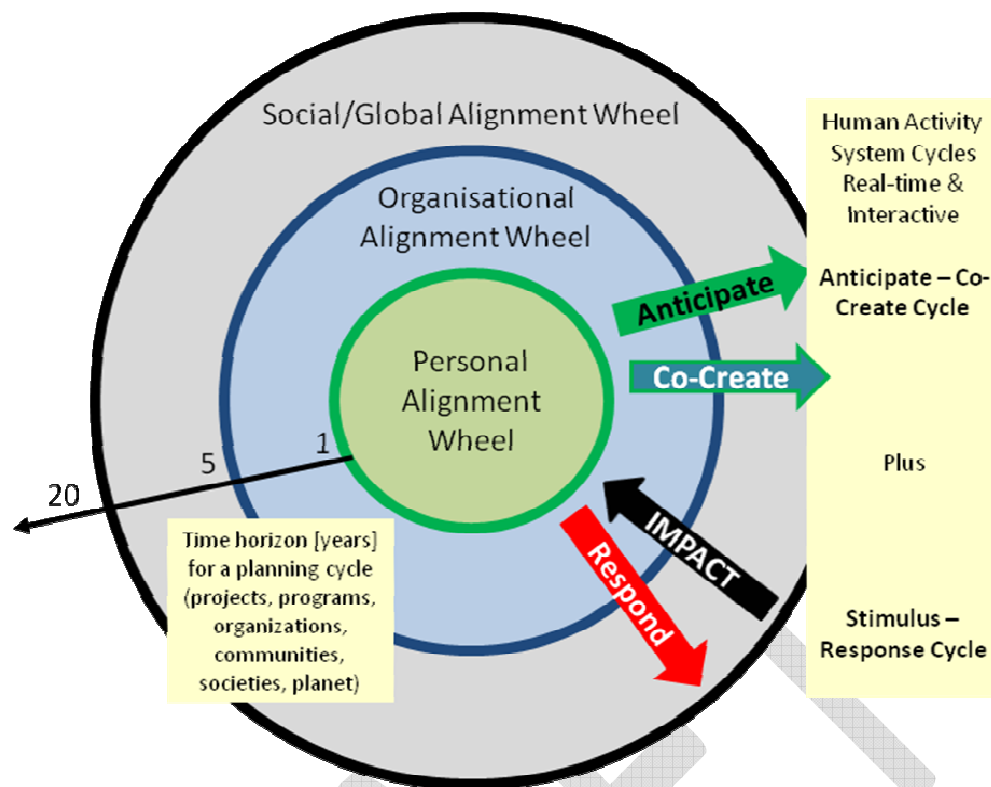 Social/Global Alignment Wheel
Organisational
Alignment Wheel
Personal
Alignment
Wheel
1
5
20
Time horizon [years]
for a planning cycle
(projects, programs,
organizations,
communities,
societies, planet)
Anticipate
Co-Create
IMPACT
Respond
Human Activity
System Cycles
Real-time &
Interactive
Anticipate – Co-
Create Cycle
Plus
Stimulus –
Response Cycle